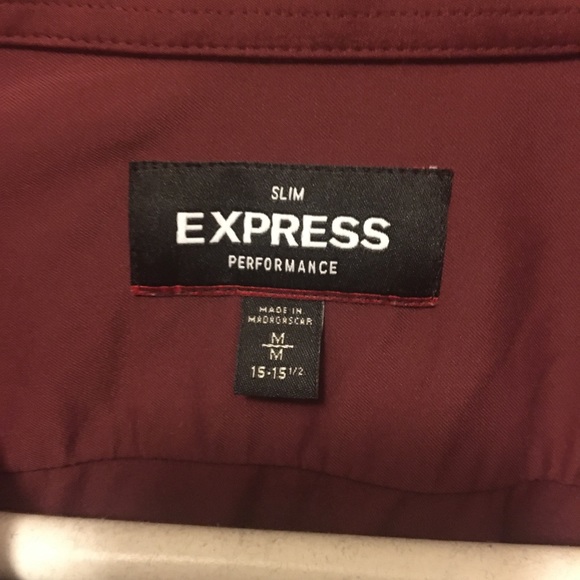 SLIM
EXPRESS
PERFORMANCE
MADE IN
MADAGASCAR
M
M
15-15 1/2